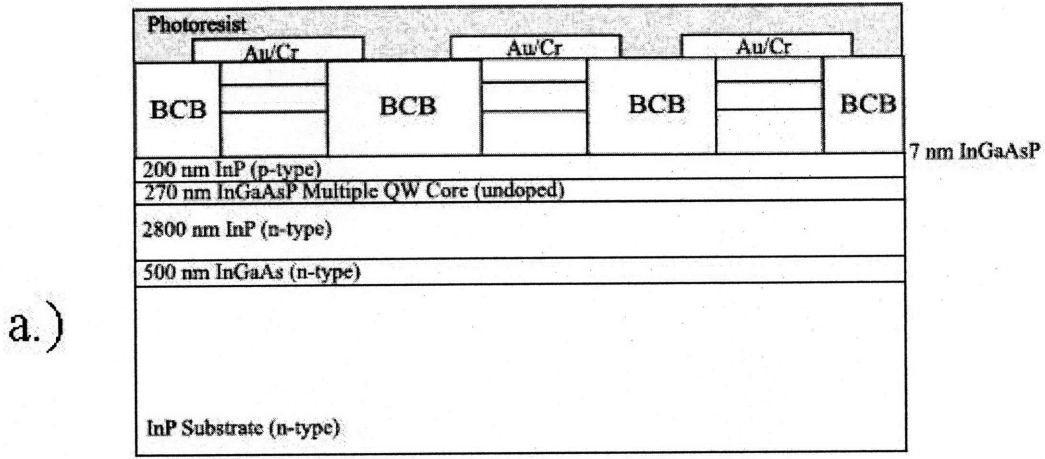 Photoresist
Au/Cr Au/Cr Au/Cr
BCB BCB BCB BCB
7 nm InGaAsP
200 nm InP (p-type)
270 nm InGaAsP Multiple QW Core (undoped)
2800 nm InP (n-type)
500 nm InGaAs (n-type)
a.)
InP Substrate (n-type)